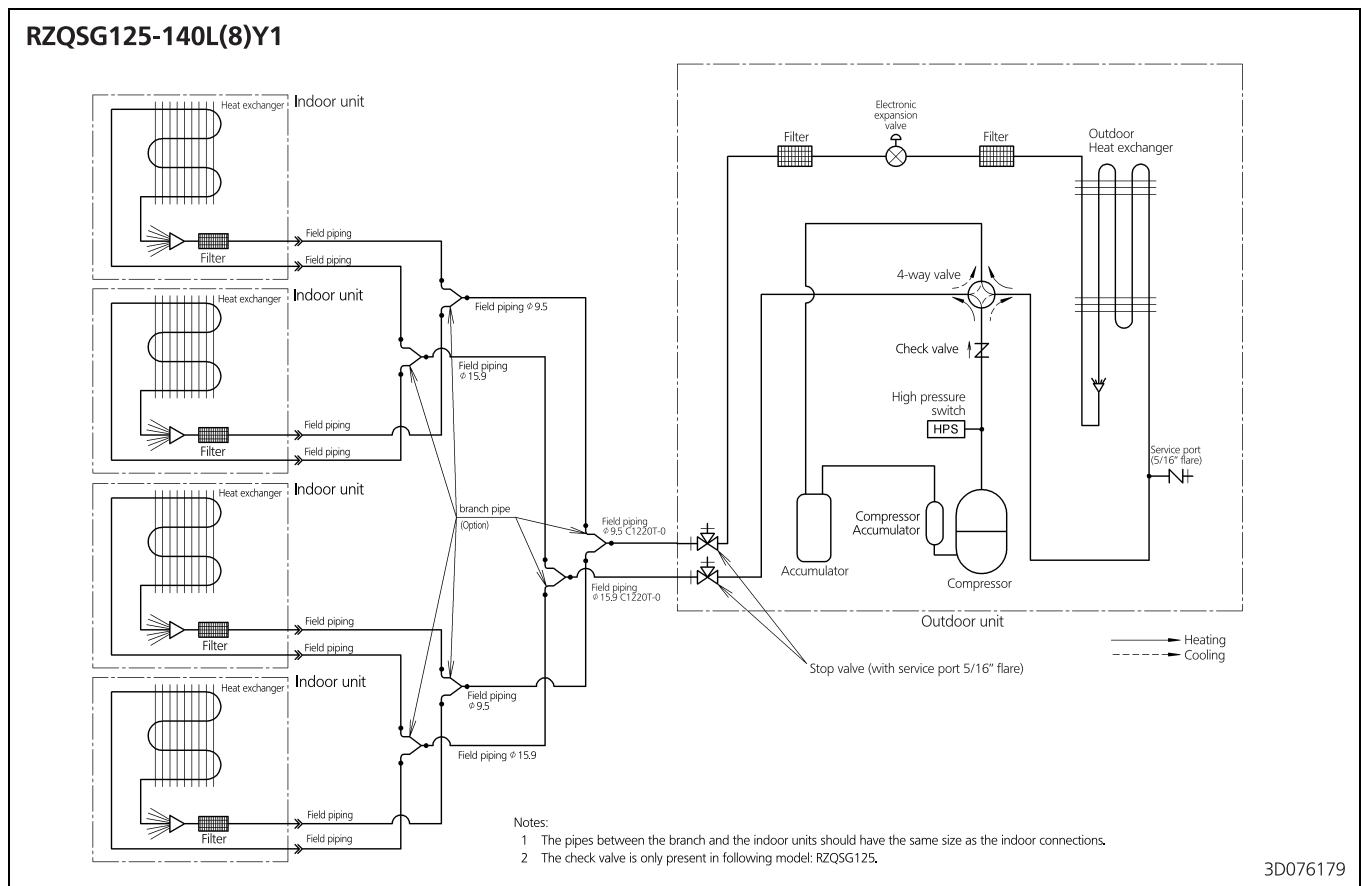 RZQSG125-140L(8)Y1
Heat exchanger
Indoor unit
Filter
Field piping
Field piping
Heat exchanger
Indoor unit
Filter
Field piping
Field piping
Heat exchanger
Indoor unit
Filter
Field piping
Field piping
Heat exchanger
Indoor unit
Filter
Field piping
Field piping
Field piping ϕ 9.5
Field piping
ϕ 15.9
branch pipe
(Option)
Field piping
ϕ 9.5 C1220T-0
Field piping
ϕ 15.9 C1220T-0
Field piping
ϕ 9.5
Field piping ϕ 15.9
Filter
Electronic
expansion
valve
Filter
Outdoor
Heat exchanger
4-way valve
Check valve
High pressure
switch
HPS
Service port
(5/16" flare)
Compressor
Accumulator
Accumulator
Compressor
Outdoor unit
Heating
Cooling
Stop valve (with service port 5/16" flare)
Notes:
1 The pipes between the branch and the indoor units should have the same size as the indoor connections.
2 The check valve is only present in following model: RZQSG125.
3D076179